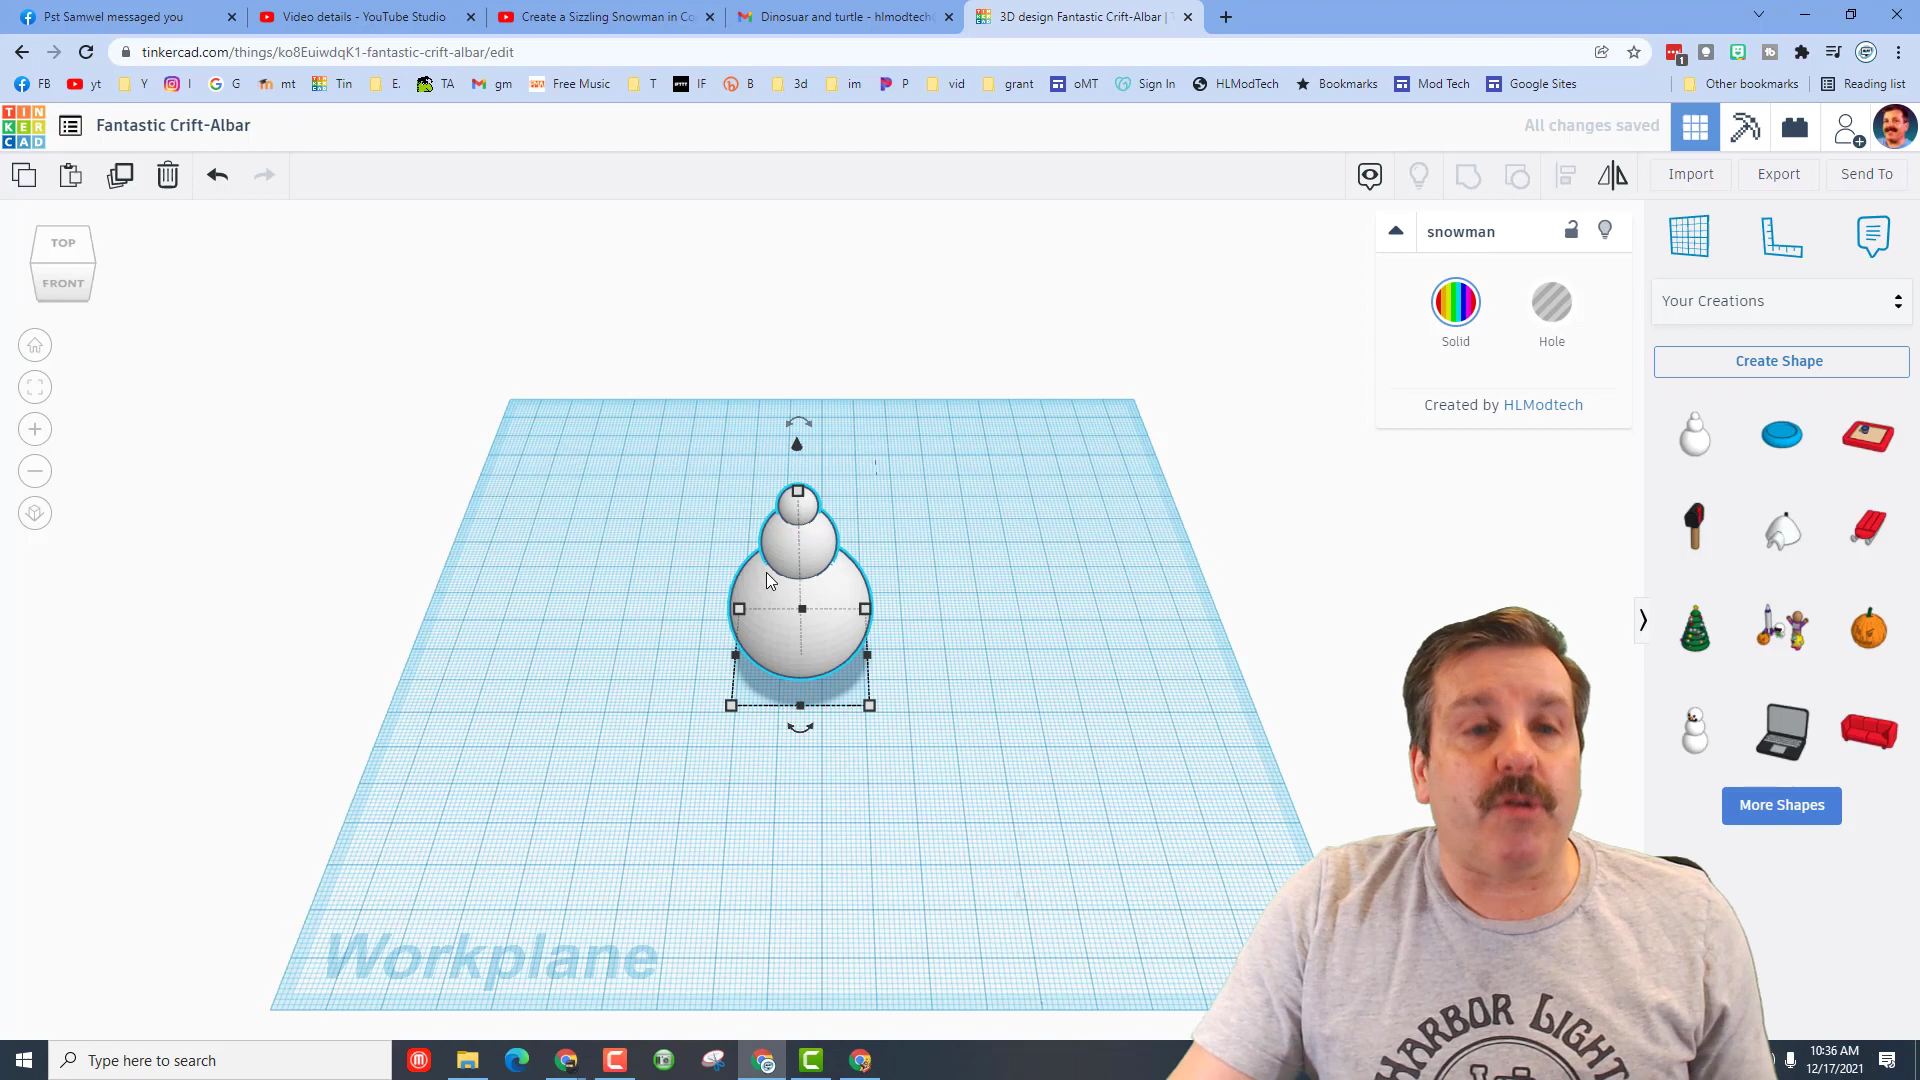 Pst Samwel messaged you
Video details - YouTube Studio
Create a Sizzling Snowman in Co
Dinosuar and turtle - hlmodtech
3D design Fantastic Crift-Albar | T
tinkercad.com/things/ko8EuiwdqK1-fantastic-crift-albar/edit
1
FB
yt
Y
I
G
mt
Tin
E.
TA
gm
Free Music
T
IF
B
3d
im
P
vid
grant
oMT
Sign In
HLModTech
Bookmarks
Mod Tech
Google Sites
Other bookmarks
Reading list
TIN
KER
CAD
Fantastic Crift-Albar
All changes saved
Import
Export
Send To
TOP
FRONT
snowman
Solid
Hole
Created by HLModtech
Your Creations
Create Shape
More Shapes
Workplane
HARBOR LIGHT
Type here to search
10:36 AM
12/17/2021